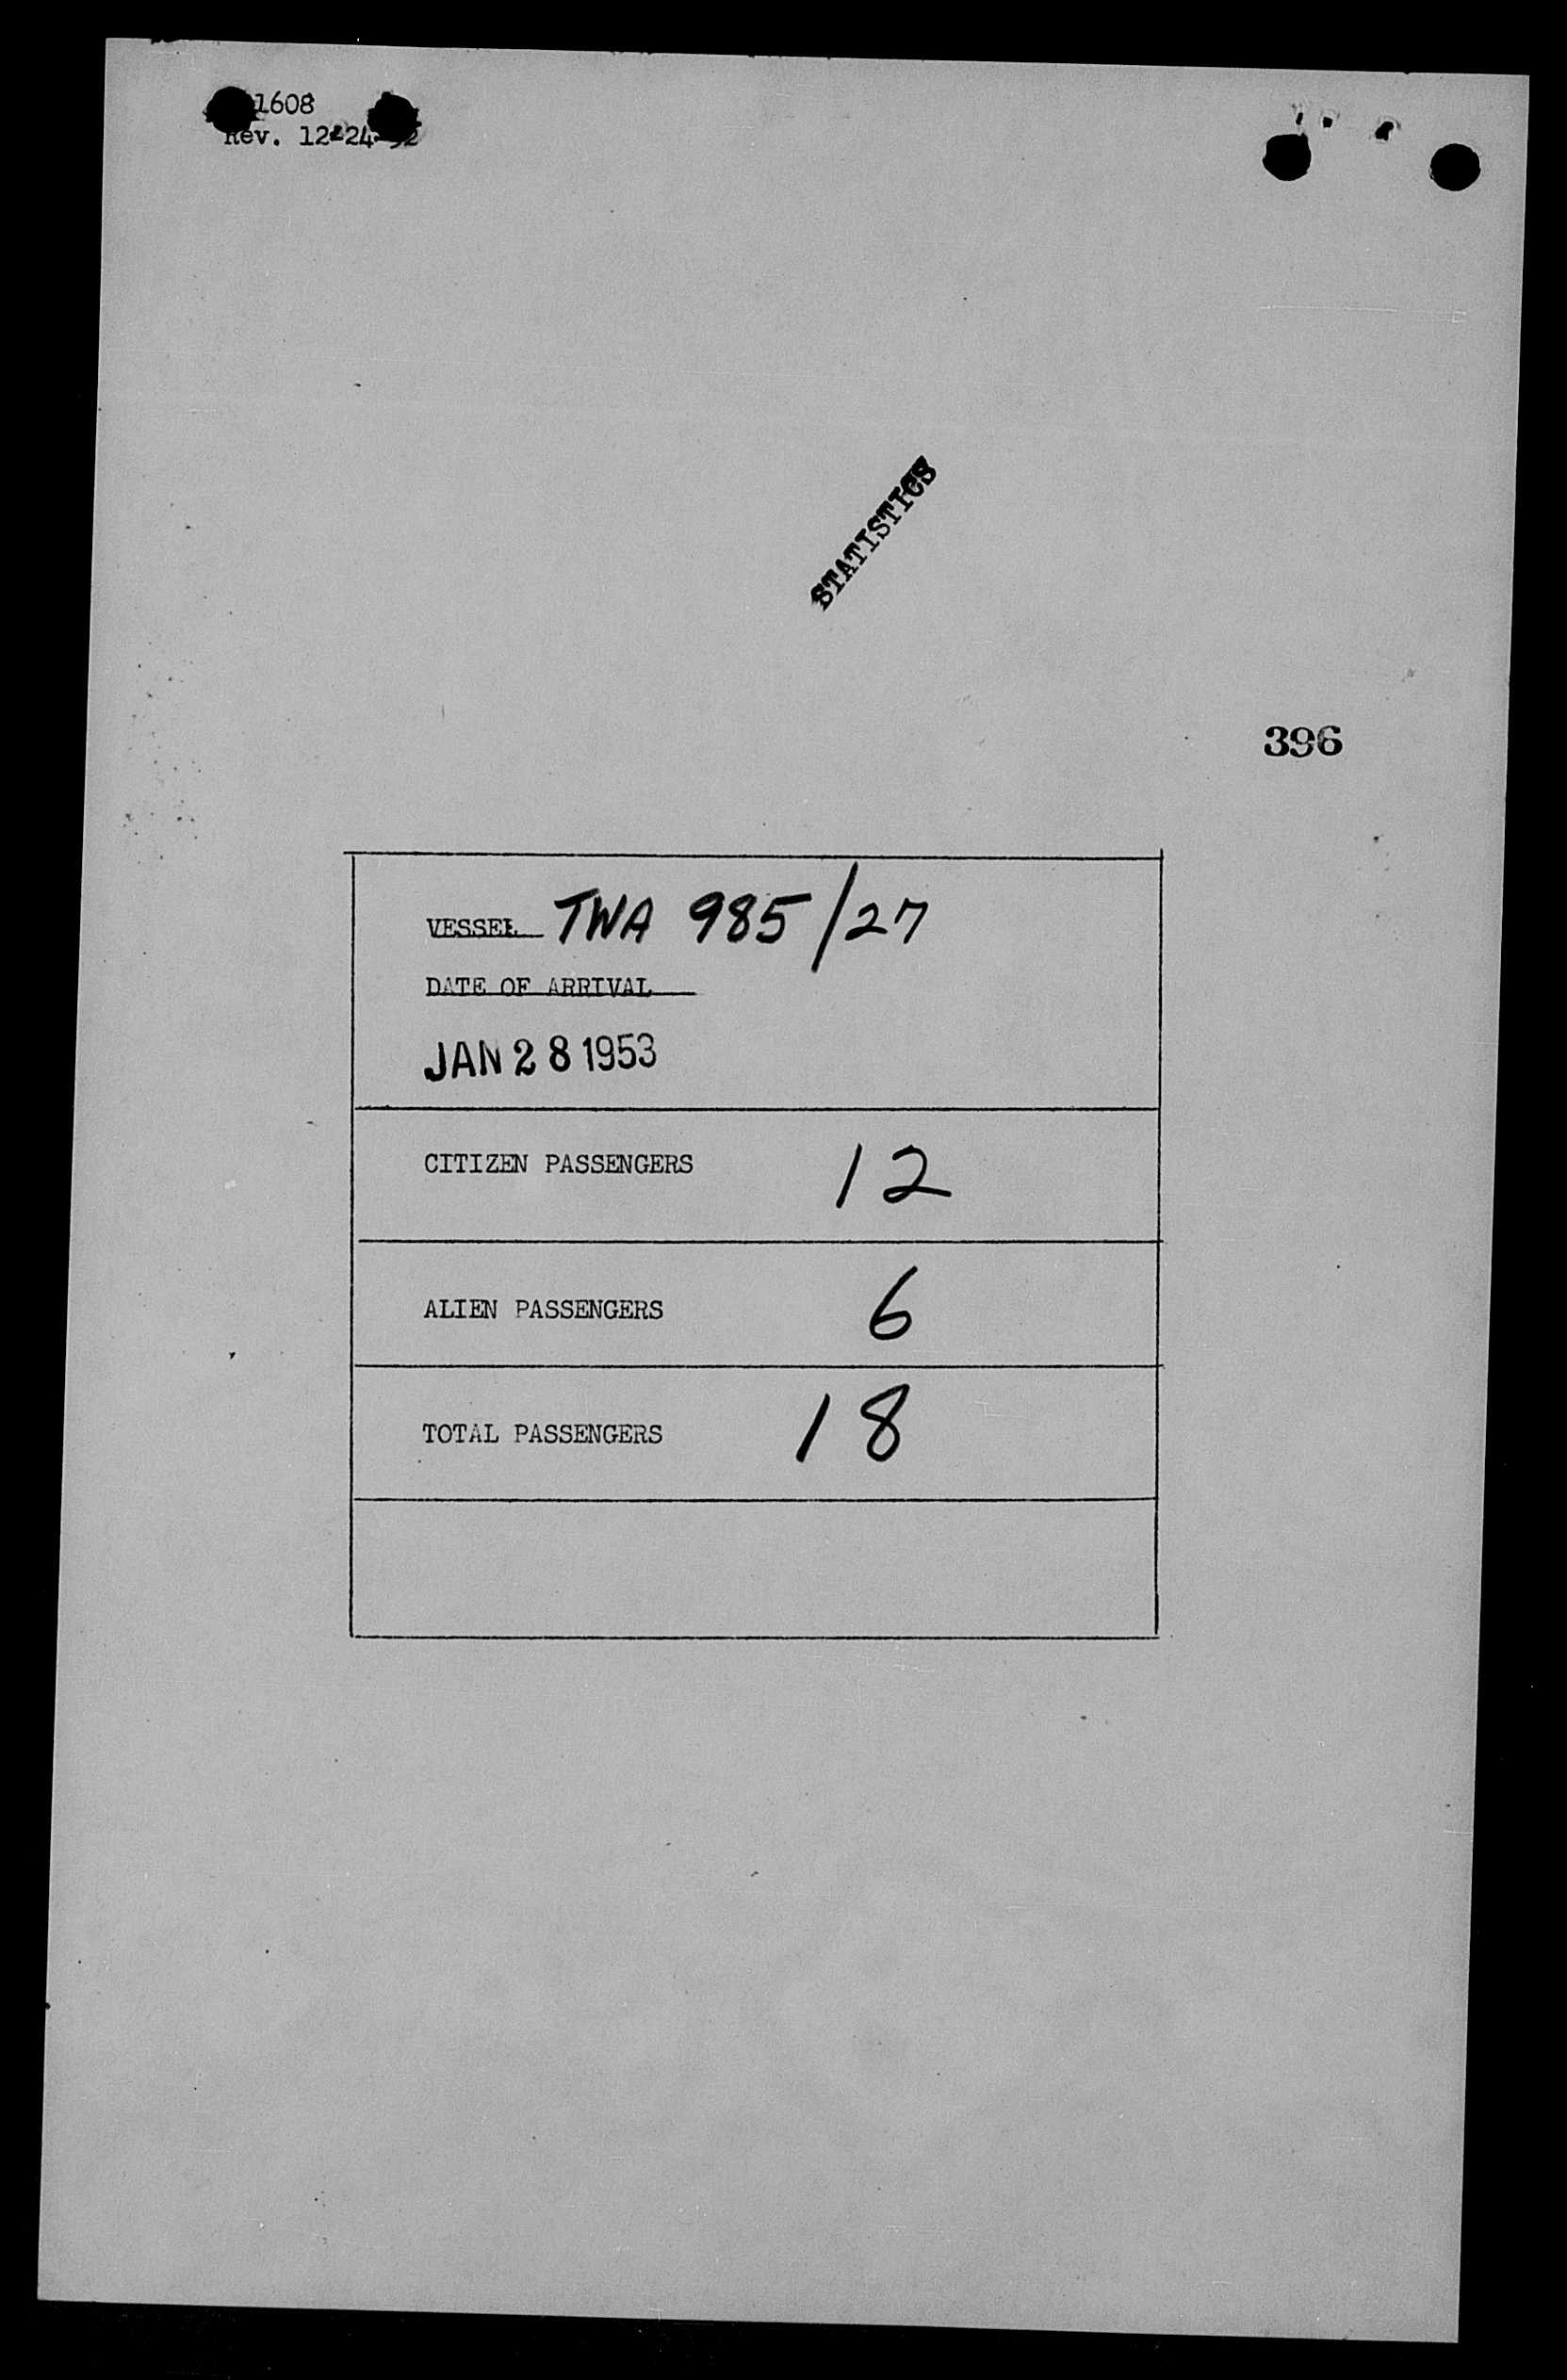 1608
Rev. 12-24-52
STATISTICS
396
VESSEL TWA 985/27
DATE OF ARRIVAL
JAN 28 1953
CITIZEN PASSENGERS 12
ALIEN PASSENGERS 6
TOTAL PASSENGERS 18